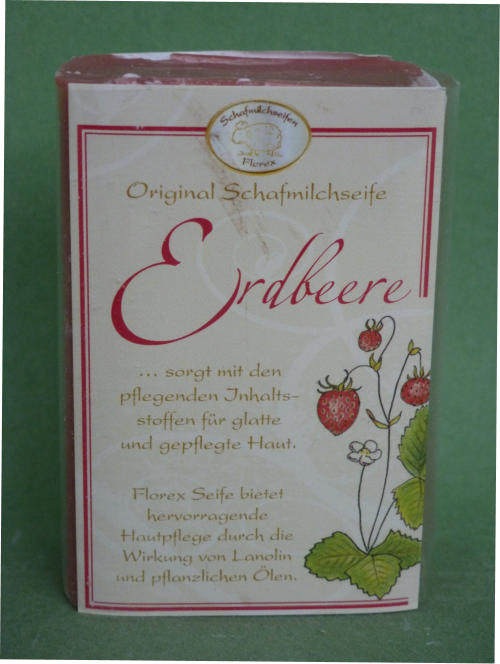 Schafmilchseifen
Florex
Original Schafmilchseife
Erdbeere
... sorgt mit den
pflegenden Inhalts-
stoffen für glatte
und gepflegte Haut.
Florex Seife bietet
hervorragende
Hautpflege durch die
Wirkung von Lanolin
und pflanzlichen Ölen.